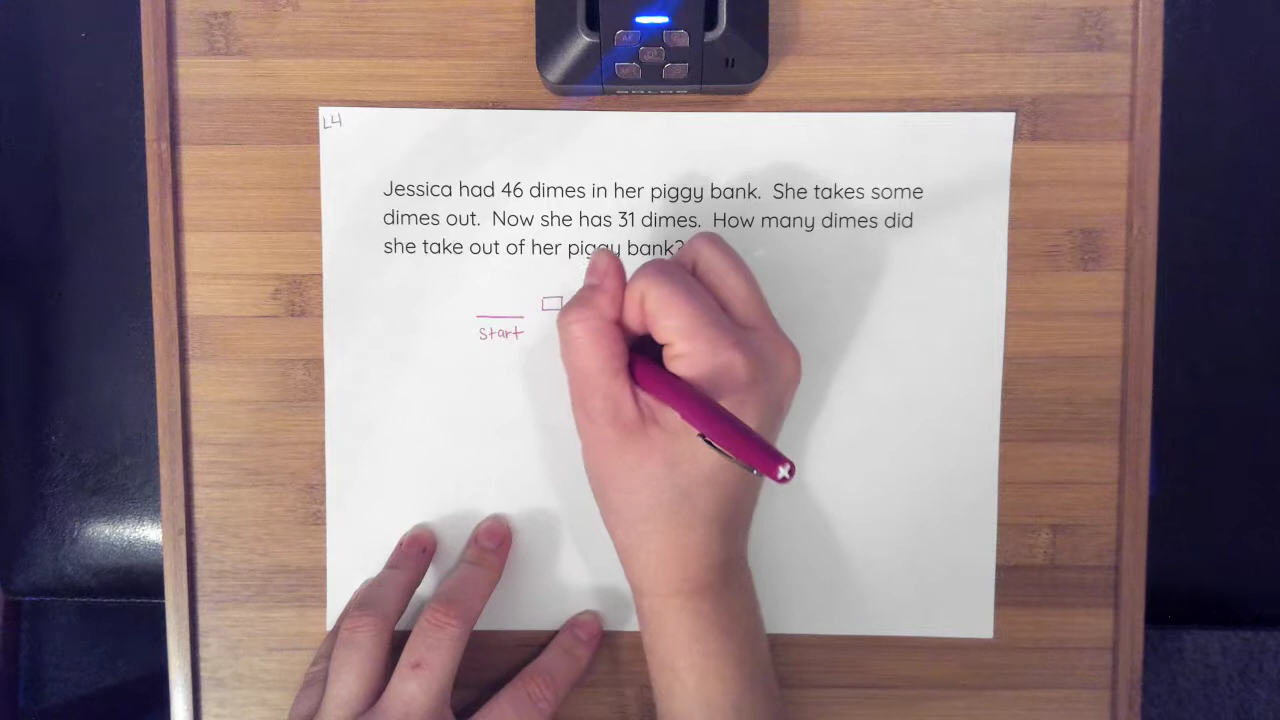 L4
Jessica had 46 dimes in her piggy bank. She takes some
dimes out. Now she has 31 dimes. How many dimes did
she take out of her piggy bank?
start